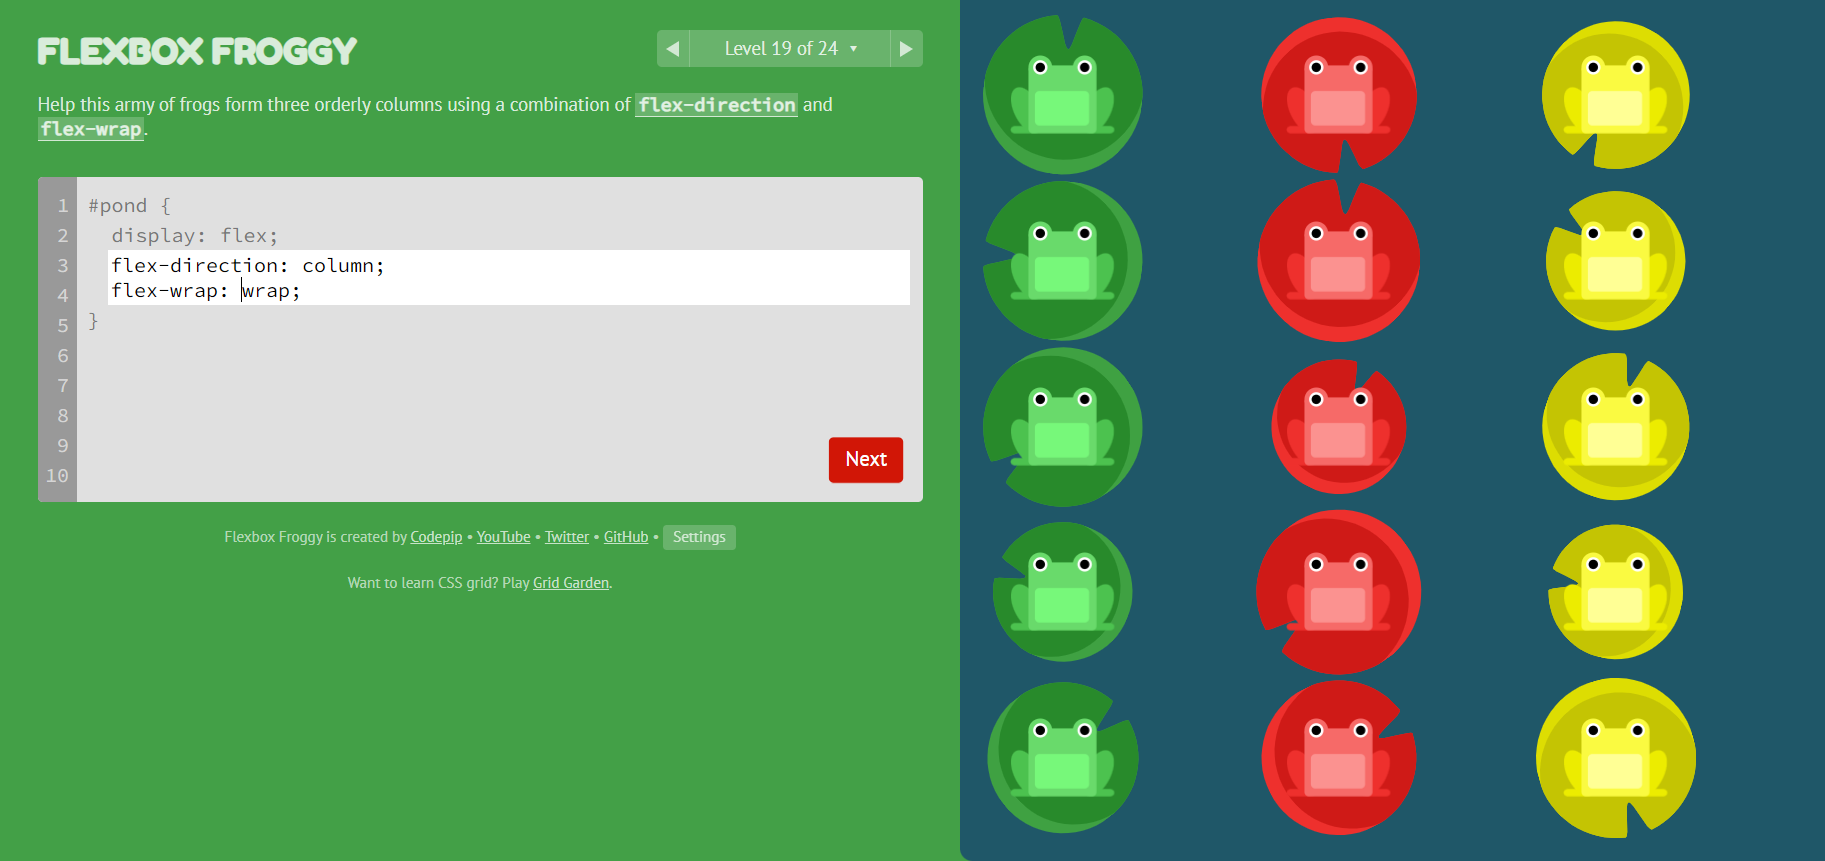 FLEXBOX FROGGY
Level 19 of 24
Help this army of frogs form three orderly columns using a combination of flex-direction and
flex-wrap.
1 #pond {
2 display: flex;
3 flex-direction: column;
4 flex-wrap: wrap;
5 }
6
7
8
9
10
Next
Flexbox Froggy is created by Codepip • YouTube • Twitter • GitHub • Settings
Want to learn CSS grid? Play Grid Garden.